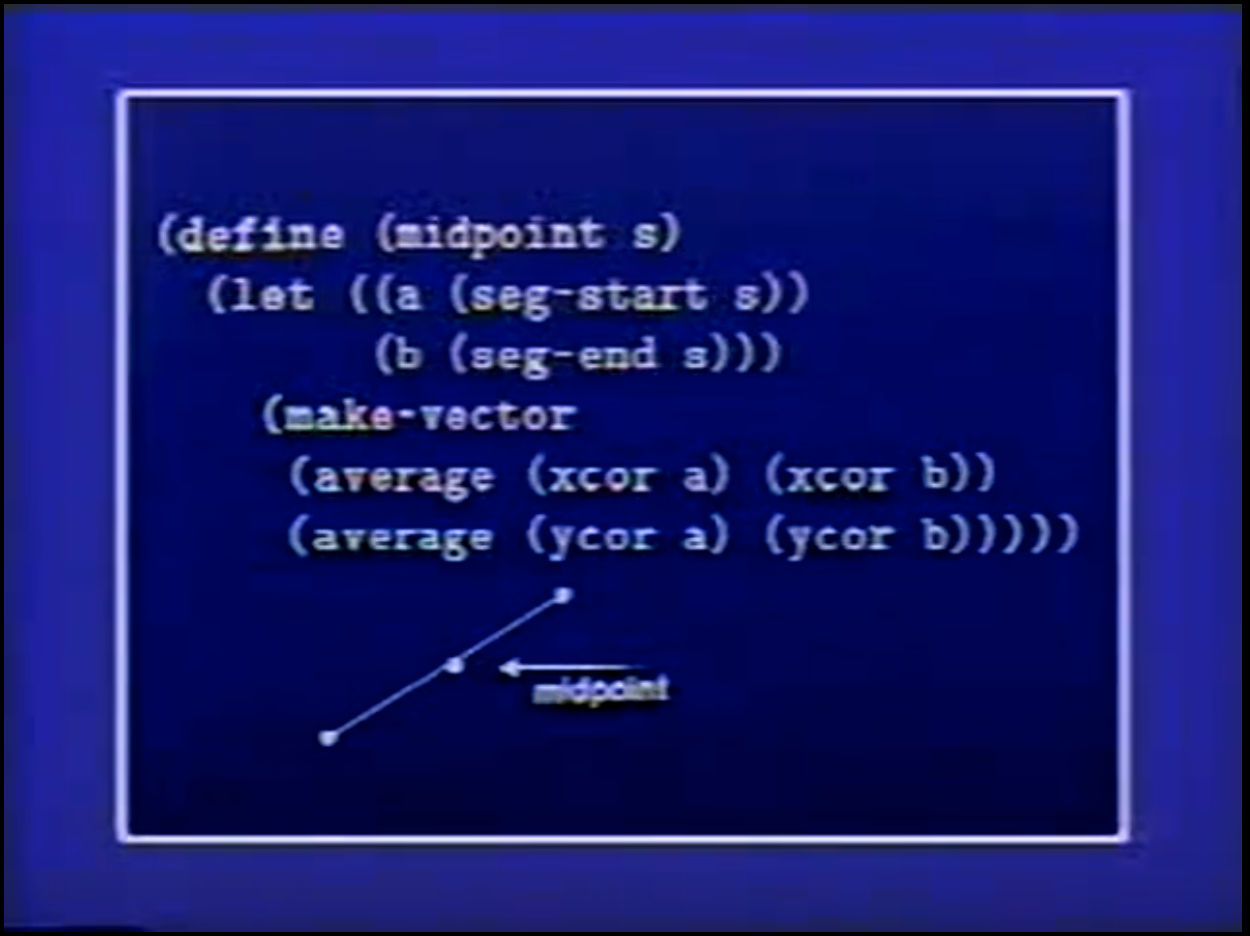 (define (midpoint s)
(let ((a (seg-start s))
(b (seg-end s)))
(make-vector
(average (xcor a) (xcor b))
(average (ycor a) (ycor b)))))
midpoint